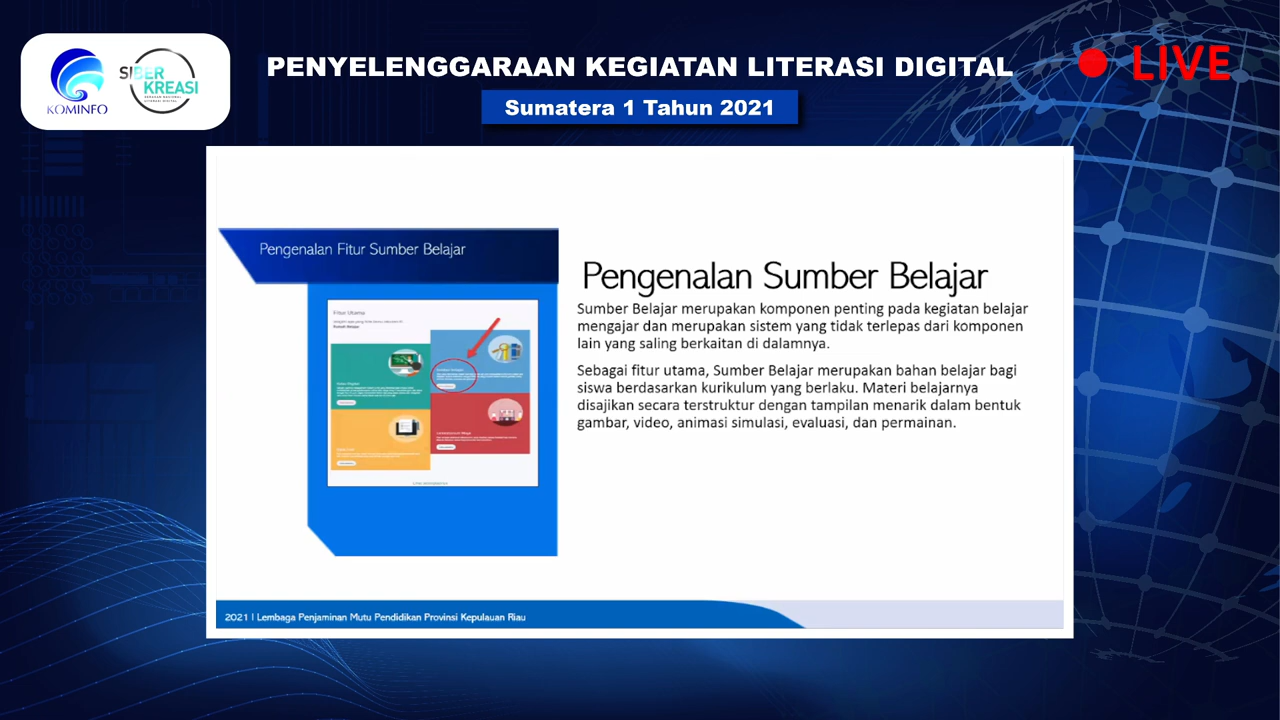 KOMINFO
SIBER
KREASI
PENYELENGGARAAN KEGIATAN LITERASI DIGITAL
Sumatera 1 Tahun 2021
LIVE
Pengenalan Fitur Sumber Belajar
Fitur Utama
Rumah Belajar
Pengenalan Sumber Belajar
Sumber Belajar merupakan komponen penting pada kegiatan belajar
mengajar dan merupakan sistem yang tidak terlepas dari komponen
lain yang saling berkaitan di dalamnya.
Sebagai fitur utama, Sumber Belajar merupakan bahan belajar bagi
siswa berdasarkan kurikulum yang berlaku. Materi belajarnya
disajikan secara terstruktur dengan tampilan menarik dalam bentuk
gambar, video, animasi simulasi, evaluasi, dan permainan.
2021 | Lembaga Penjaminan Mutu Pendidikan Provinsi Kepulauan Riau